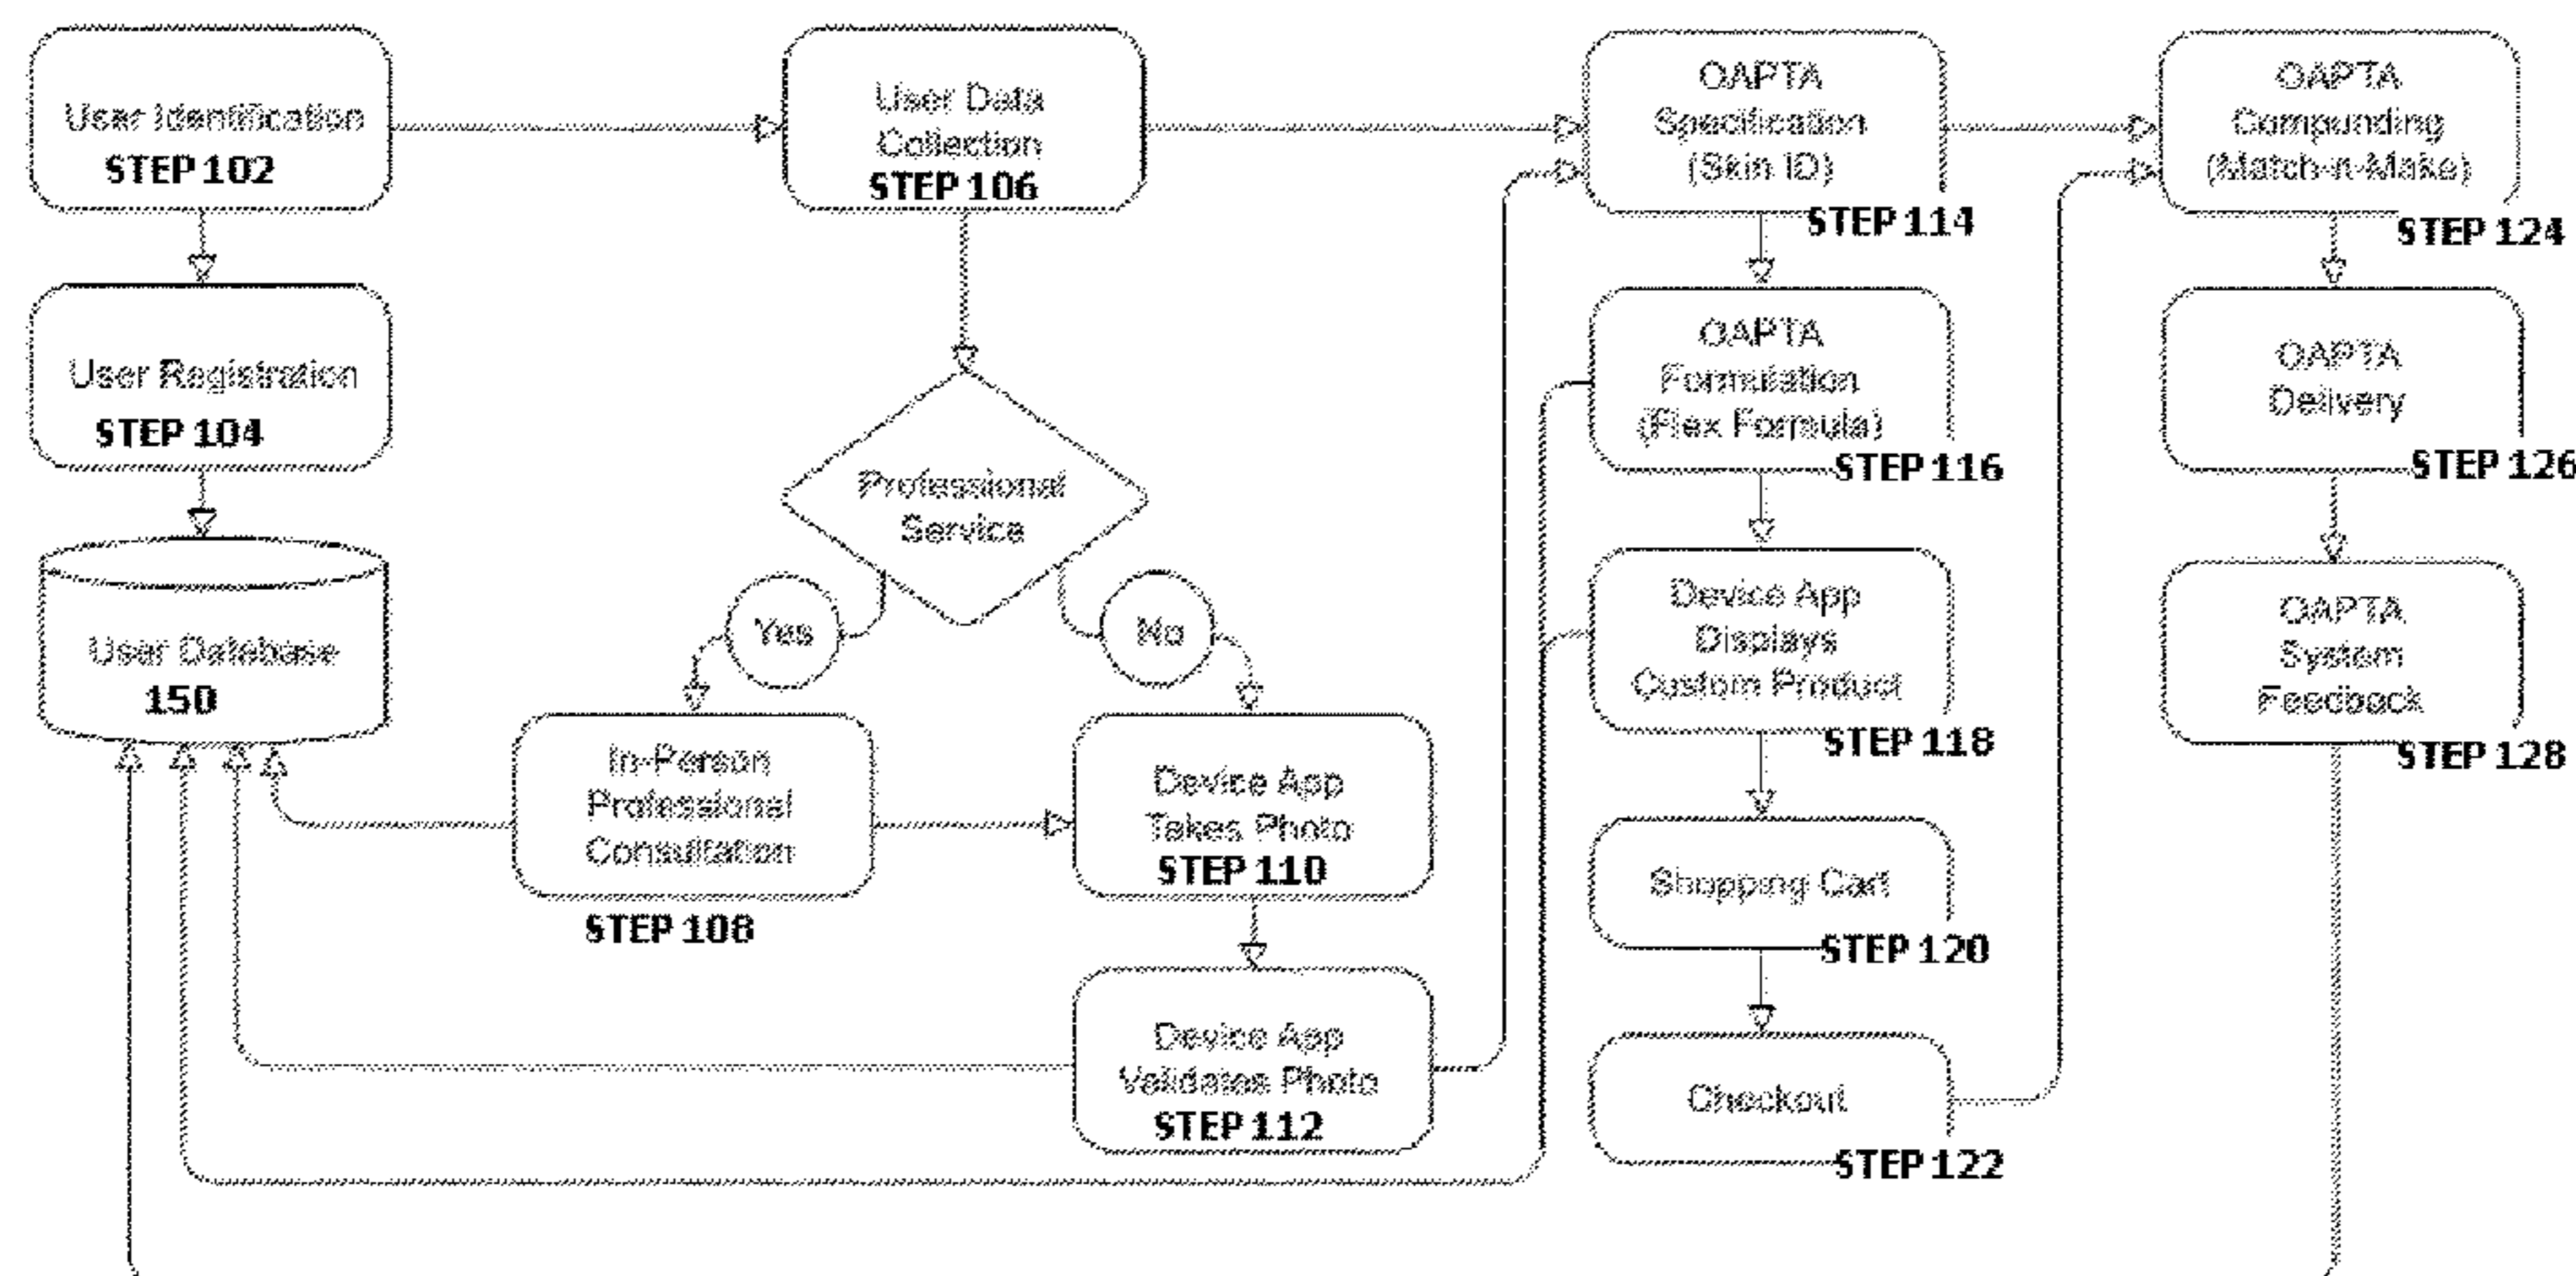 User Identification
STEP 102
User Registration
STEP 104
User Database
150
User Data
Collection
STEP 106
Professional
Service
Yes
No
In-Person
Professional
Consultation
STEP 108
Device App
Takes Photo
STEP 110
Device App
Validates Photo
STEP 112
OAPTA
Specification
(Skin ID)
STEP 114
OAPTA
Formulation
(Flex Formula)
STEP 116
Device App
Displays
Custom Product
STEP 118
Shopping Cart
STEP 120
Checkout
STEP 122
OAPTA
Compunding
(Match-n-Make)
STEP 124
OAPTA
Delivery
STEP 126
OAPTA
System
Feedback
STEP 128